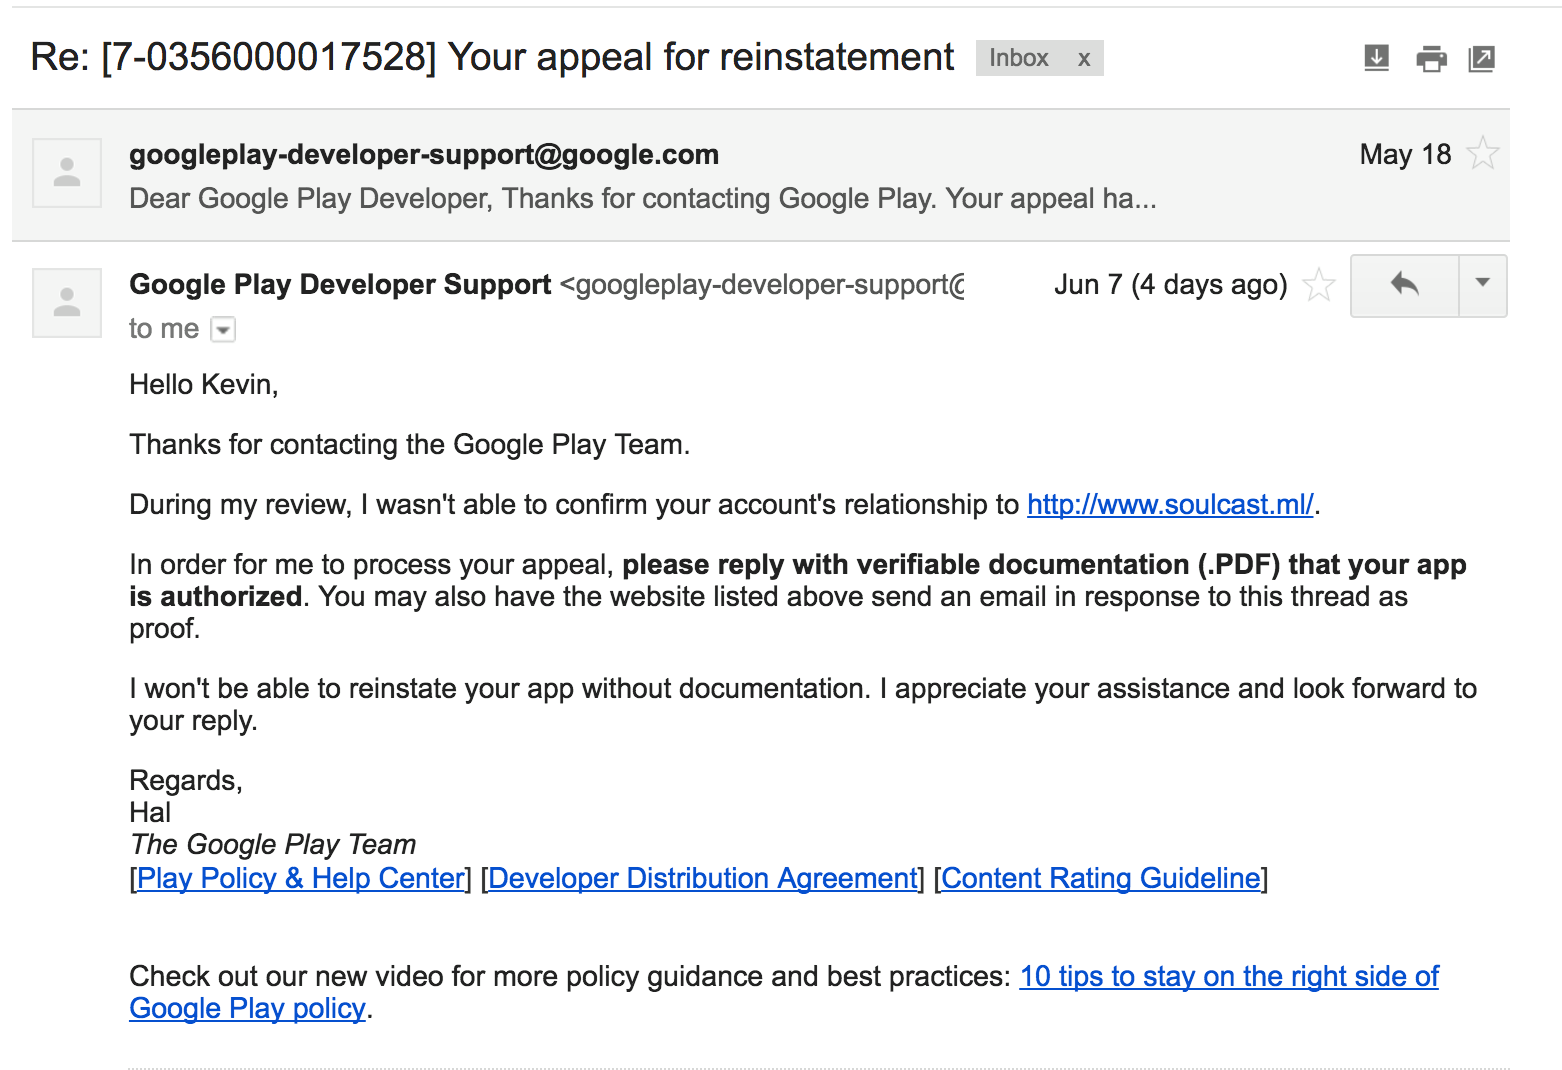 Re: [7-0356000017528] Your appeal for reinstatement Inbox x
googleplay-developer-support@google.com May 18
Dear Google Play Developer, Thanks for contacting Google Play. Your appeal ha...
Google Play Developer Support <googleplay-developer-support@ Jun 7 (4 days ago)
to me
Hello Kevin,
Thanks for contacting the Google Play Team.
During my review, I wasn't able to confirm your account's relationship to http://www.soulcast.ml/.
In order for me to process your appeal, please reply with verifiable documentation (.PDF) that your app
is authorized. You may also have the website listed above send an email in response to this thread as
proof.
I won't be able to reinstate your app without documentation. I appreciate your assistance and look forward to
your reply.
Regards,
Hal
The Google Play Team
[Play Policy & Help Center] [Developer Distribution Agreement] [Content Rating Guideline]
Check out our new video for more policy guidance and best practices: 10 tips to stay on the right side of
Google Play policy.